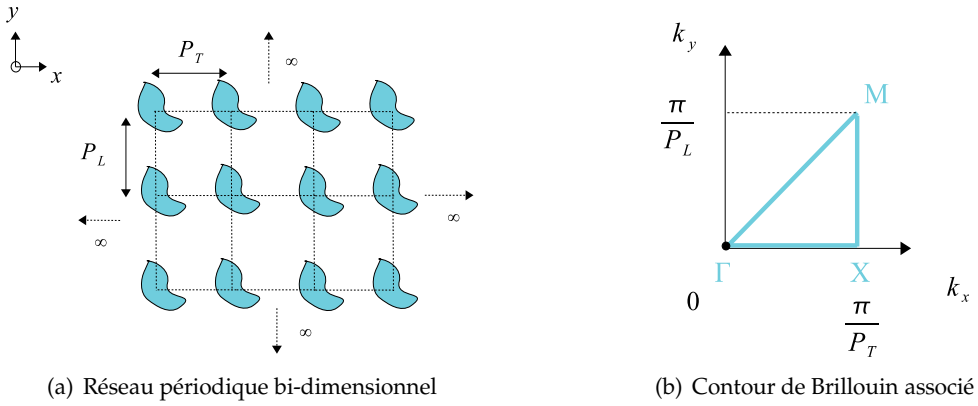 y
x
P_T
P_L
∞
∞
∞
∞
(a) Réseau périodique bi-dimensionnel
k_y
π
P_L
M
Γ
X
0
k_x
π
P_T
(b) Contour de Brillouin associé